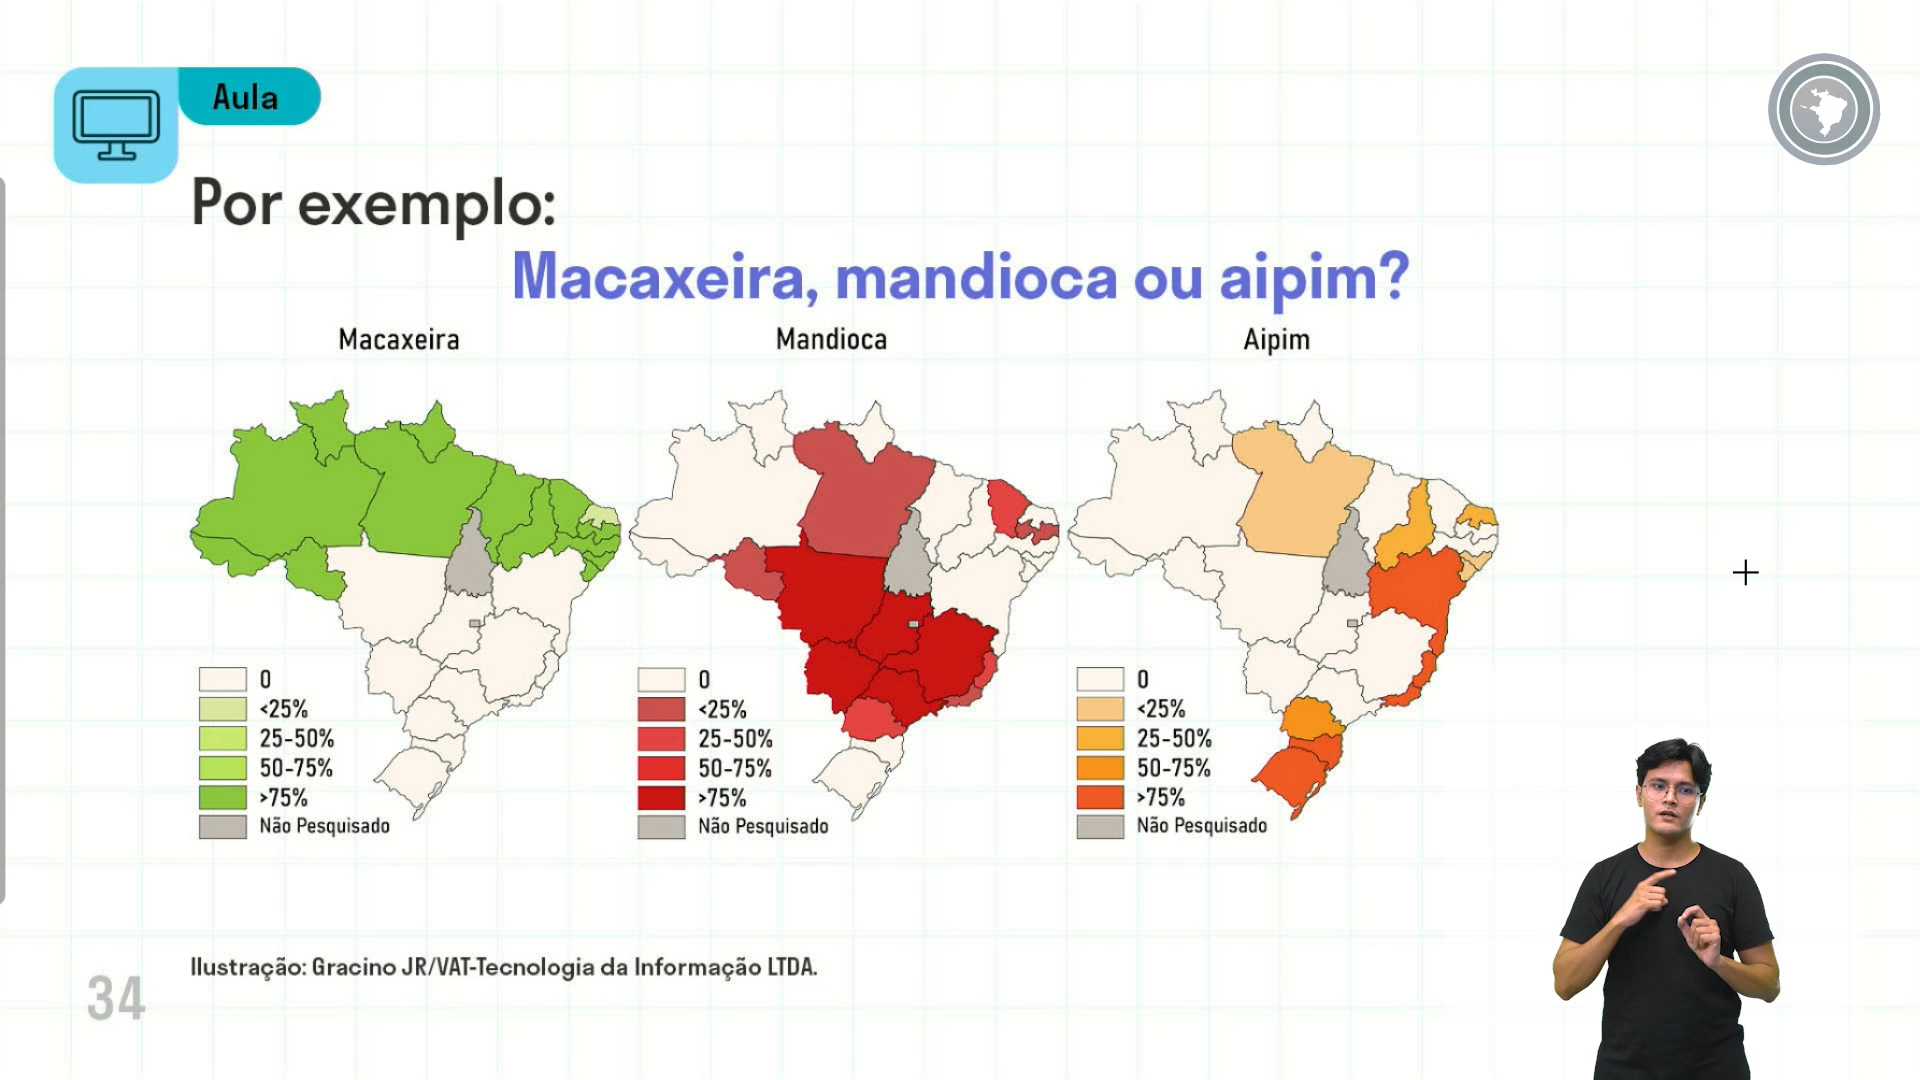 Aula
Por exemplo:
Macaxeira, mandioca ou aipim?
Macaxeira
0
<25%
25-50%
50-75%
>75%
Não Pesquisado
Mandioca
0
<25%
25-50%
50-75%
>75%
Não Pesquisado
Aipim
0
<25%
25-50%
50-75%
>75%
Não Pesquisado
Ilustração: Gracino JR/VAT-Tecnologia da Informação LTDA.
34